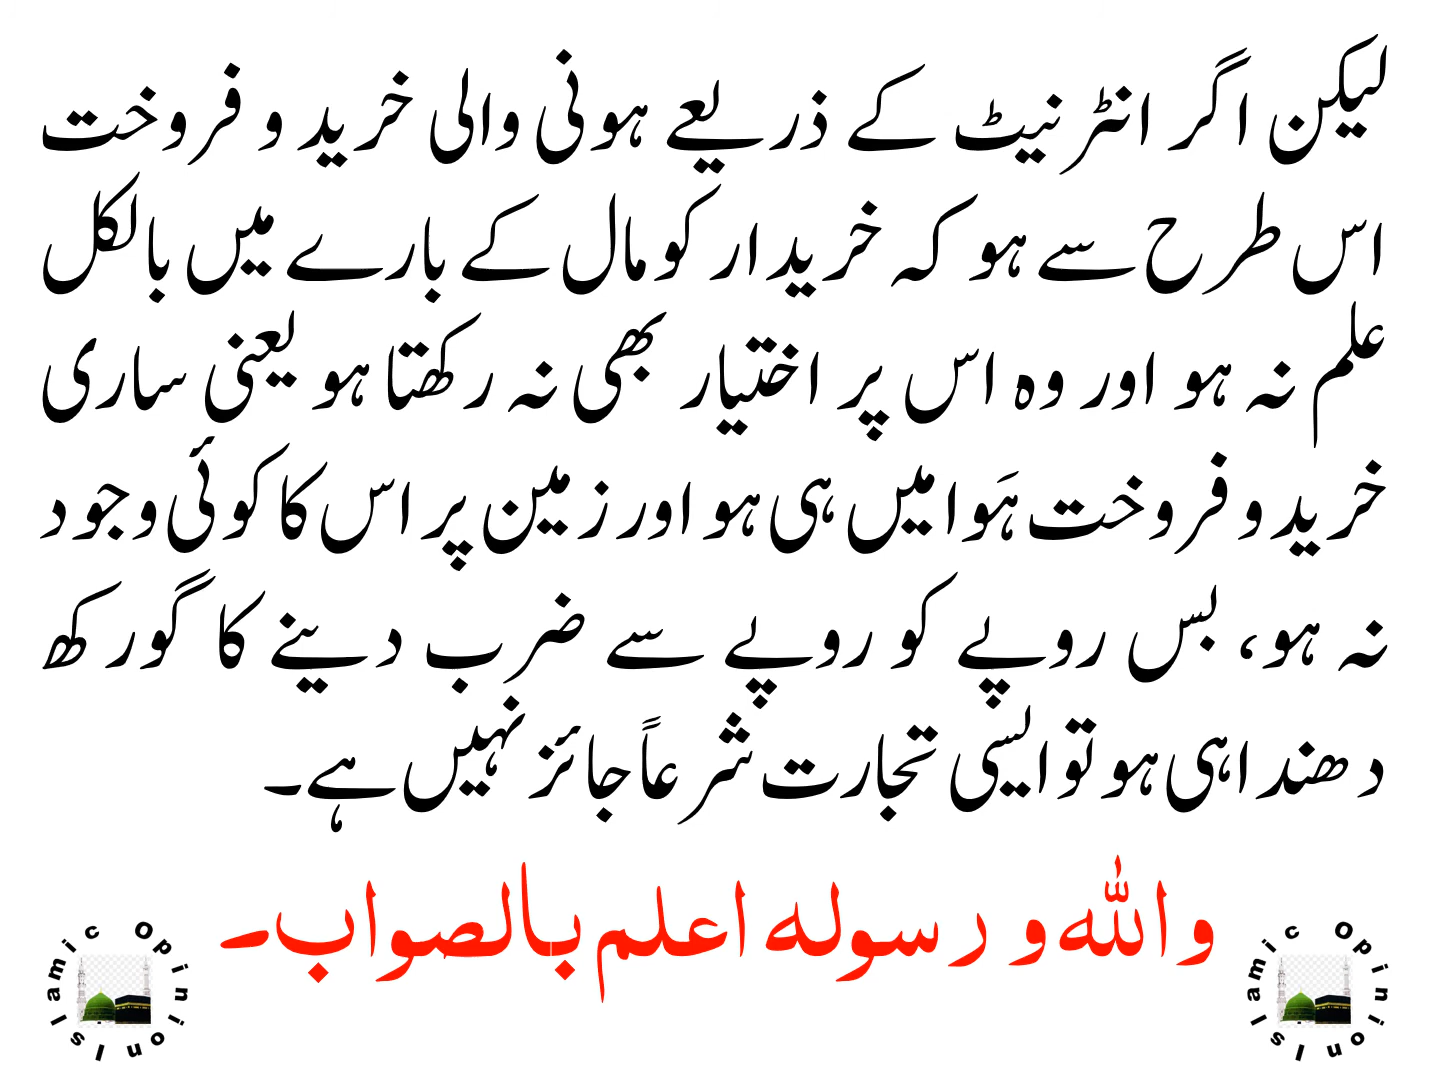 لیکن اگر انٹرنیٹ کے ذریعے ہونی والی خرید و فروخت
اس طرح سے ہو کہ خریدار کو مال کے بارے میں بالکل
علم نہ ہو اور وہ اس پر اختیار بھی نہ رکھتا ہو یعنی ساری
خرید و فروخت ہَوا میں ہی ہو اور زمین پر اس کا کوئی وجود
نہ ہو، بس روپے کو روپے سے ضرب دینے کا گورکھ
دھندا ہی ہو تو ایسی تجارت شرعاً جائز نہیں ہے۔
واللہ و رسولہ اعلم بالصواب۔
Islamic Opinion
Islamic Opinion